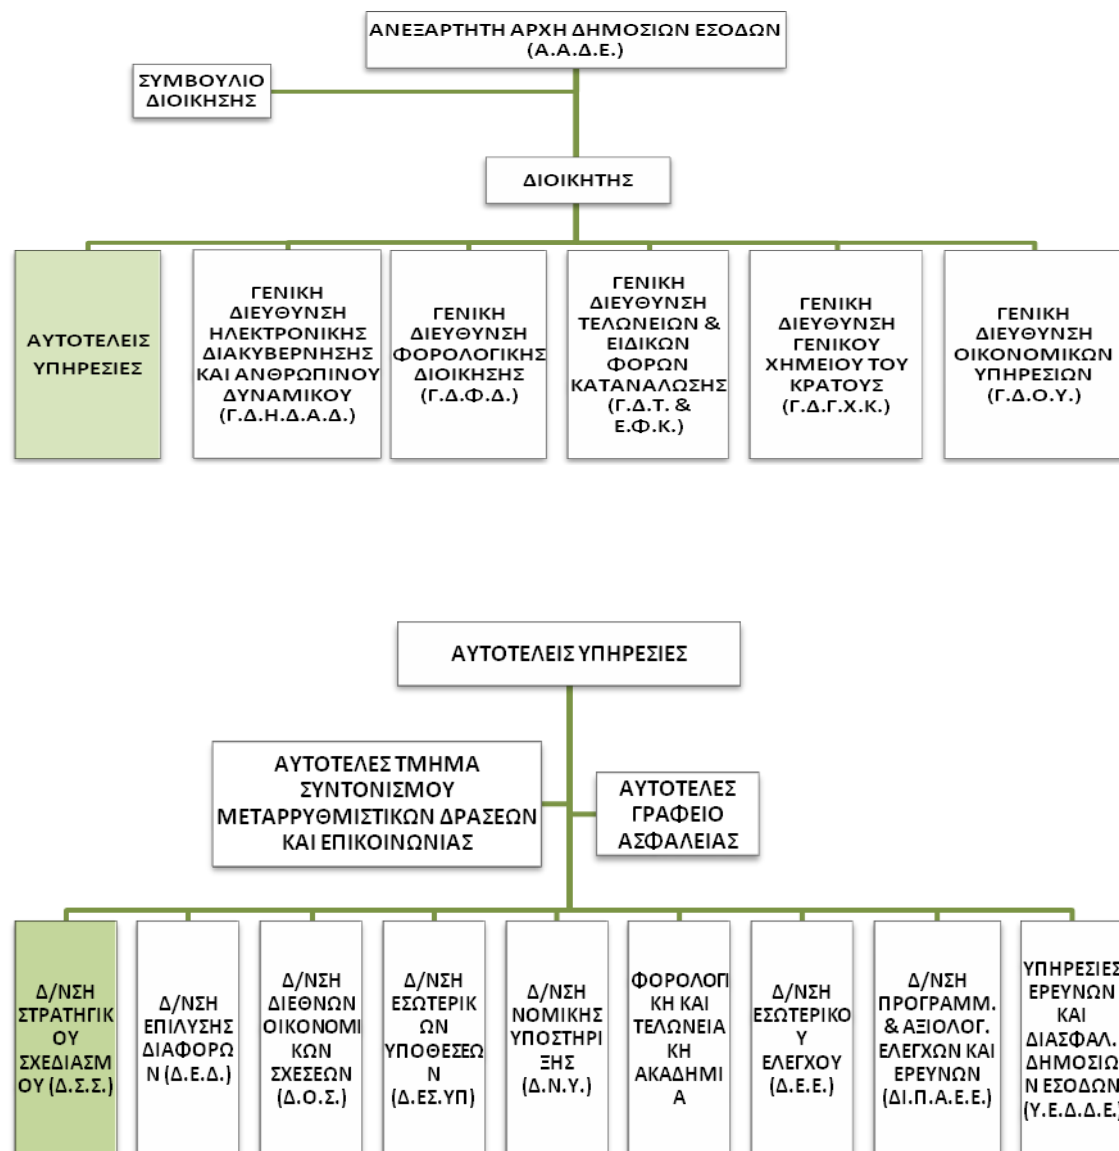 ΑΝΕΞΑΡΤΗΤΗ ΑΡΧΗ ΔΗΜΟΣΙΩΝ ΕΣΟΔΩΝ
(Α.Α.Δ.Ε.)
ΣΥΜΒΟΥΛΙΟ
ΔΙΟΙΚΗΣΗΣ
ΔΙΟΙΚΗΤΗΣ
ΑΥΤΟΤΕΛΕΙΣ
ΥΠΗΡΕΣΙΕΣ
ΓΕΝΙΚΗ
ΔΙΕΥΘΥΝΣΗ
ΗΛΕΚΤΡΟΝΙΚΗΣ
ΔΙΑΚΥΒΕΡΝΗΣΗΣ
ΚΑΙ ΑΝΘΡΩΠΙΝΟΥ
ΔΥΝΑΜΙΚΟΥ
(Γ.Δ.Η.Δ.Α.Δ.)
ΓΕΝΙΚΗ
ΔΙΕΥΘΥΝΣΗ
ΦΟΡΟΛΟΓΙΚΗΣ
ΔΙΟΙΚΗΣΗΣ
(Γ.Δ.Φ.Δ.)
ΓΕΝΙΚΗ
ΔΙΕΥΘΥΝΣΗ
ΤΕΛΩΝΕΙΩΝ &
ΕΙΔΙΚΩΝ
ΦΟΡΩΝ
ΚΑΤΑΝΑΛΩΣΗΣ
(Γ.Δ.Τ. &
Ε.Φ.Κ.)
ΓΕΝΙΚΗ
ΔΙΕΥΘΥΝΣΗ
ΓΕΝΙΚΟΥ
ΧΗΜΕΙΟΥ ΤΟΥ
ΚΡΑΤΟΥΣ
(Γ.Δ.Γ.Χ.Κ.)
ΓΕΝΙΚΗ
ΔΙΕΥΘΥΝΣΗ
ΟΙΚΟΝΟΜΙΚΩΝ
ΥΠΗΡΕΣΙΩΝ
(Γ.Δ.Ο.Υ.)
ΑΥΤΟΤΕΛΕΙΣ ΥΠΗΡΕΣΙΕΣ
ΑΥΤΟΤΕΛΕΣ ΤΜΗΜΑ
ΣΥΝΤΟΝΙΣΜΟΥ
ΜΕΤΑΡΡΥΘΜΙΣΤΙΚΩΝ ΔΡΑΣΕΩΝ
ΚΑΙ ΕΠΙΚΟΙΝΩΝΙΑΣ
ΑΥΤΟΤΕΛΕΣ
ΓΡΑΦΕΙΟ
ΑΣΦΑΛΕΙΑΣ
Δ/ΝΣΗ
ΣΤΡΑΤΗΓΙΚ
ΟΥ
ΣΧΕΔΙΑΣΜ
ΟΥ (Δ.Σ.Σ.)
Δ/ΝΣΗ
ΕΠΙΛΥΣΗΣ
ΔΙΑΦΟΡΩ
Ν (Δ.Ε.Δ.)
Δ/ΝΣΗ
ΔΙΕΘΝΩΝ
ΟΙΚΟΝΟΜΙ
ΚΩΝ
ΣΧΕΣΕΩΝ
(Δ.Ο.Σ.)
Δ/ΝΣΗ
ΕΣΩΤΕΡΙΚ
ΩΝ
ΥΠΟΘΕΣΕΩ
Ν
(Δ.ΕΣ.ΥΠ)
Δ/ΝΣΗ
ΝΟΜΙΚΗΣ
ΥΠΟΣΤΗΡΙ
ΞΗΣ
(Δ.Ν.Υ.)
ΦΟΡΟΛΟΓΙ
ΚΗ ΚΑΙ
ΤΕΛΩΝΕΙΑ
ΚΗ
ΑΚΑΔΗΜΙ
Α
Δ/ΝΣΗ
ΕΣΩΤΕΡΙΚΟ
Υ
ΕΛΕΓΧΟΥ
(Δ.Ε.Ε.)
Δ/ΝΣΗ
ΠΡΟΓΡΑΜΜ.
& ΑΞΙΟΛΟΓ.
ΕΛΕΓΧΩΝ ΚΑΙ
ΕΡΕΥΝΩΝ
(ΔΙ.Π.Α.Ε.Ε.)
ΥΠΗΡΕΣΙΕΣ
ΕΡΕΥΝΩΝ
ΚΑΙ
ΔΙΑΣΦΑΛ.
ΔΗΜΟΣΙΩ
Ν ΕΣΟΔΩΝ
(Υ.Ε.Δ.Δ.Ε.)